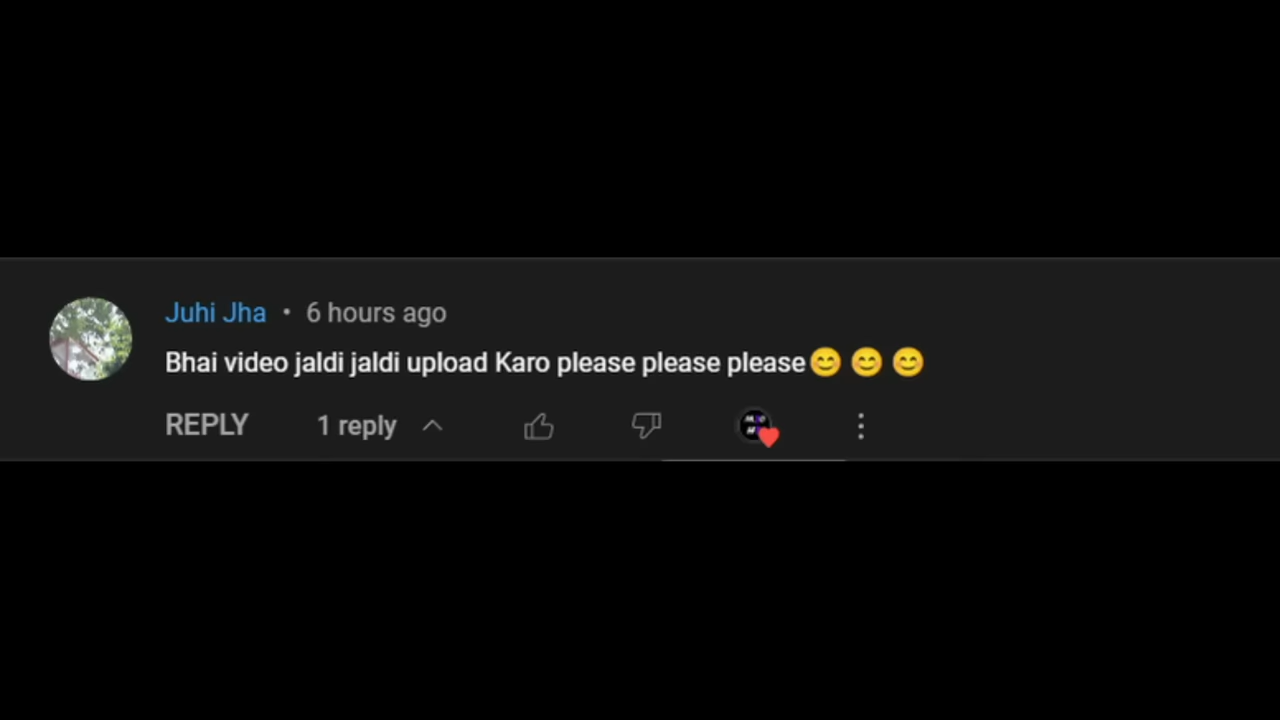 Juhi Jha • 6 hours ago
Bhai video jaldi jaldi upload Karo please please please😊 😊 😊
REPLY 1 reply